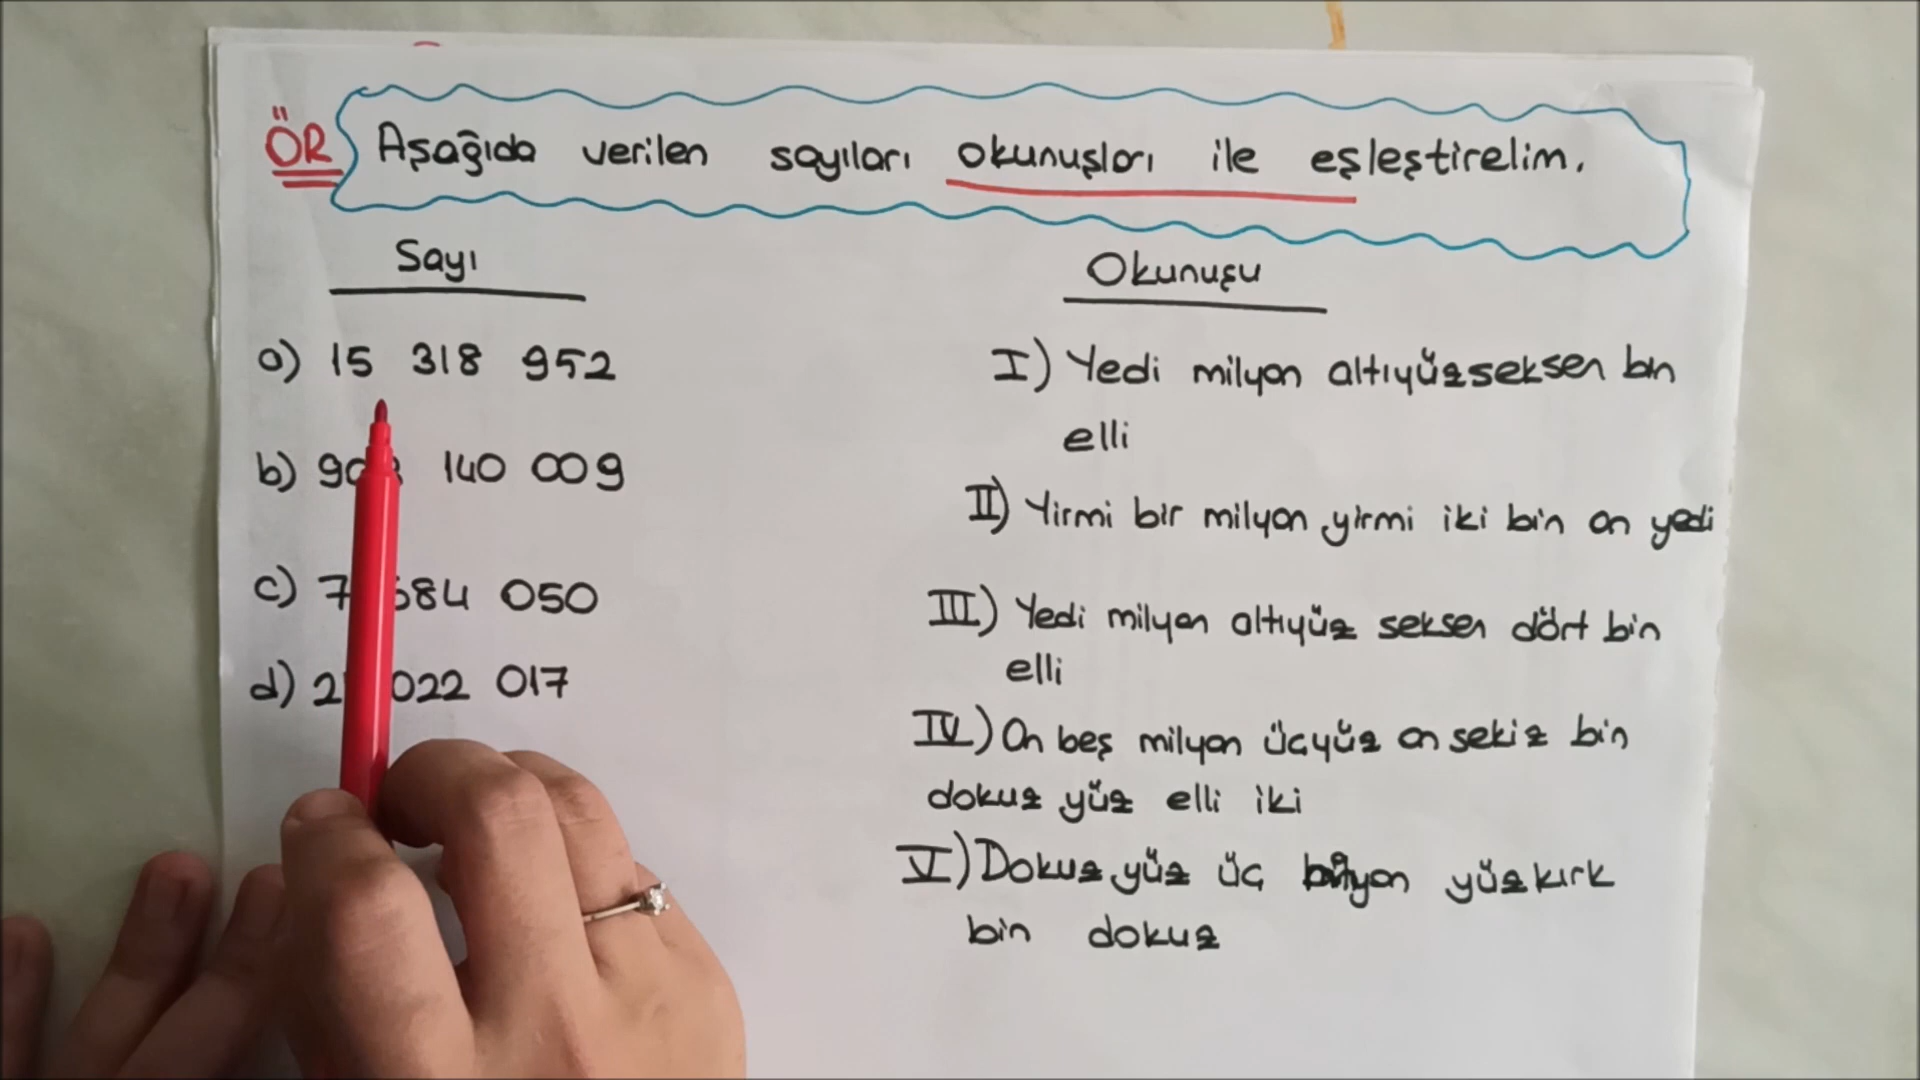 ÖR Aşağıda verilen sayıları okunuşları ile eşleştirelim.
Sayı
Okunuşu
a) 15 318 952
b) 140 009
c) 7 684 050
d) 022 017
I) Yedi milyon altıyüzseksen bin
elli
II) Yirmi bir milyon yirmi iki bin on yedi
III) Yedi milyon altıyüz seksen dört bin
elli
IV) On beş milyon üçyüz on sekiz bin
dokuz yüz elli iki
V) Dokuz yüz üç milyon yüzkırk
bin dokuz